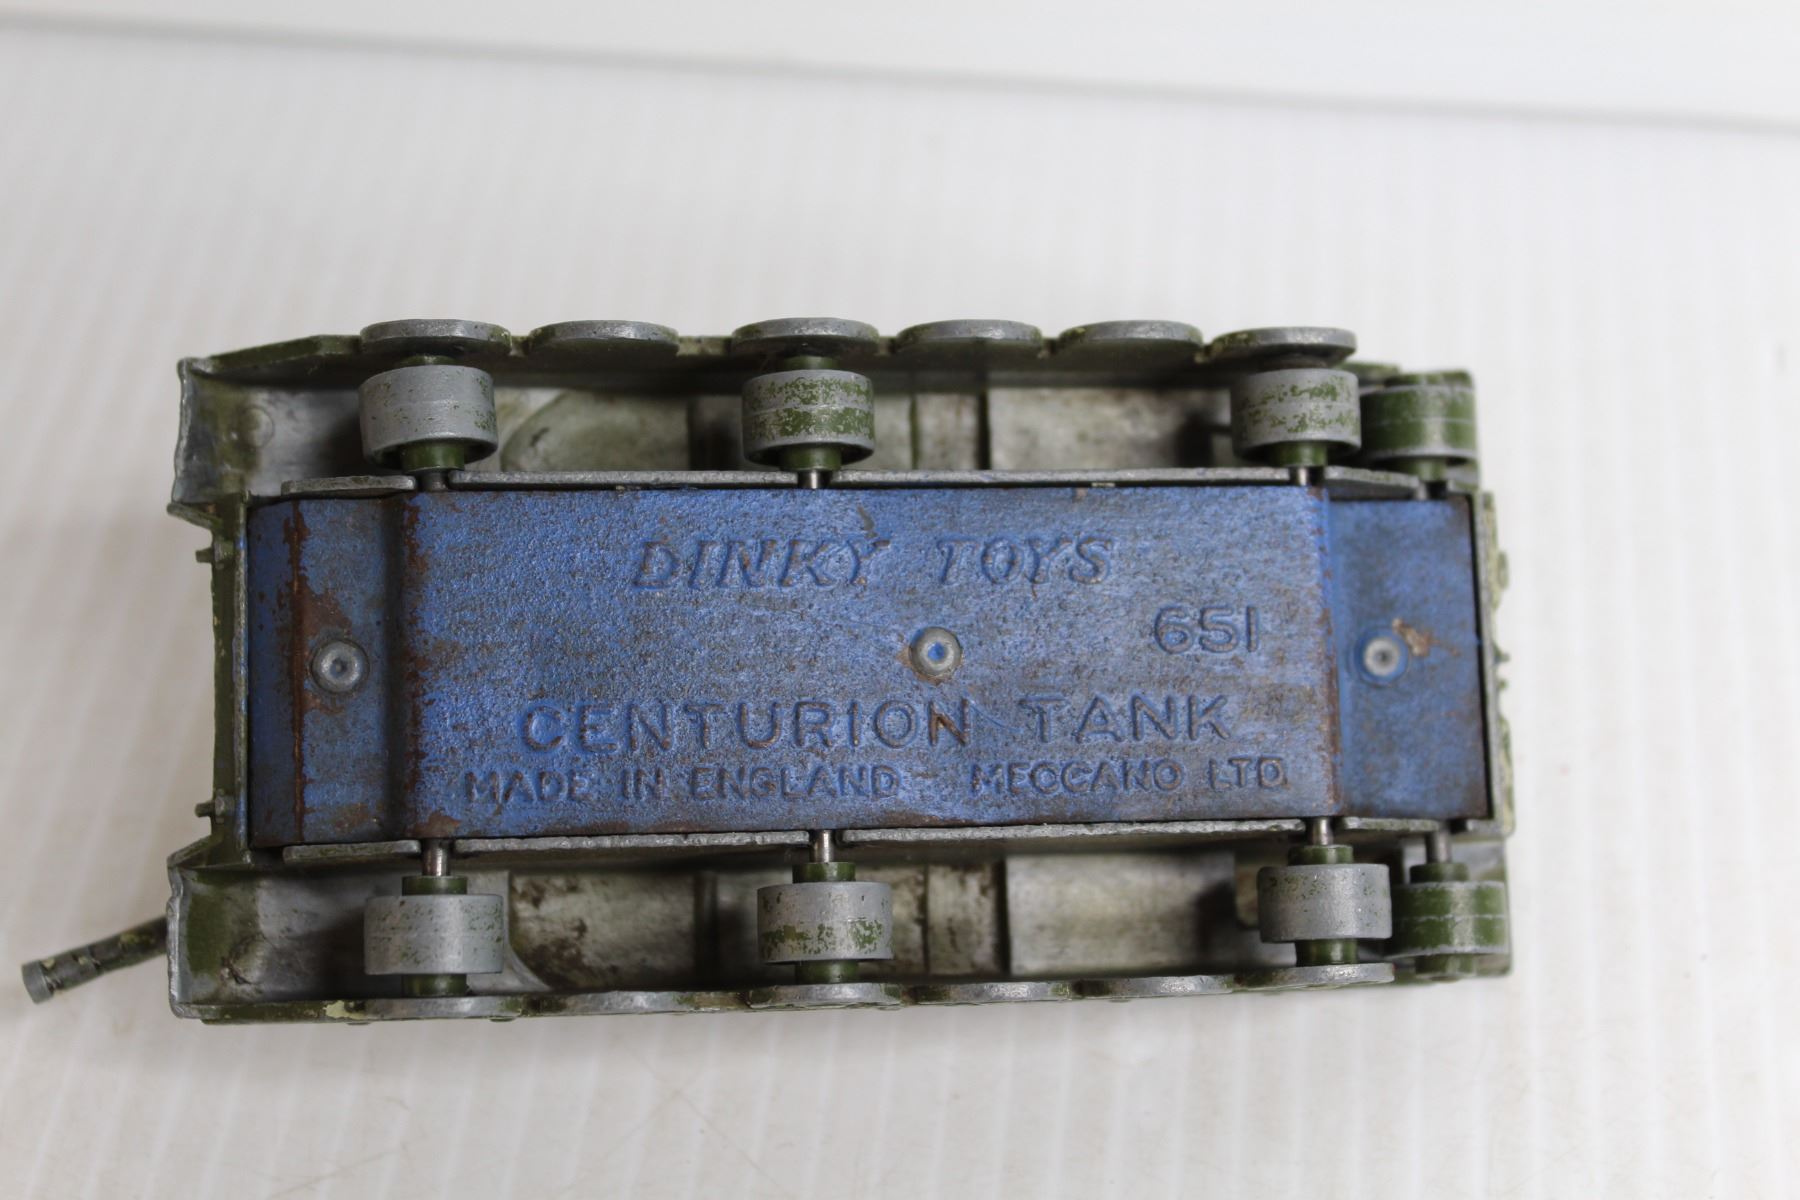 DINKY TOYS
651
CENTURION TANK
MADE IN ENGLAND MECCANO LTD